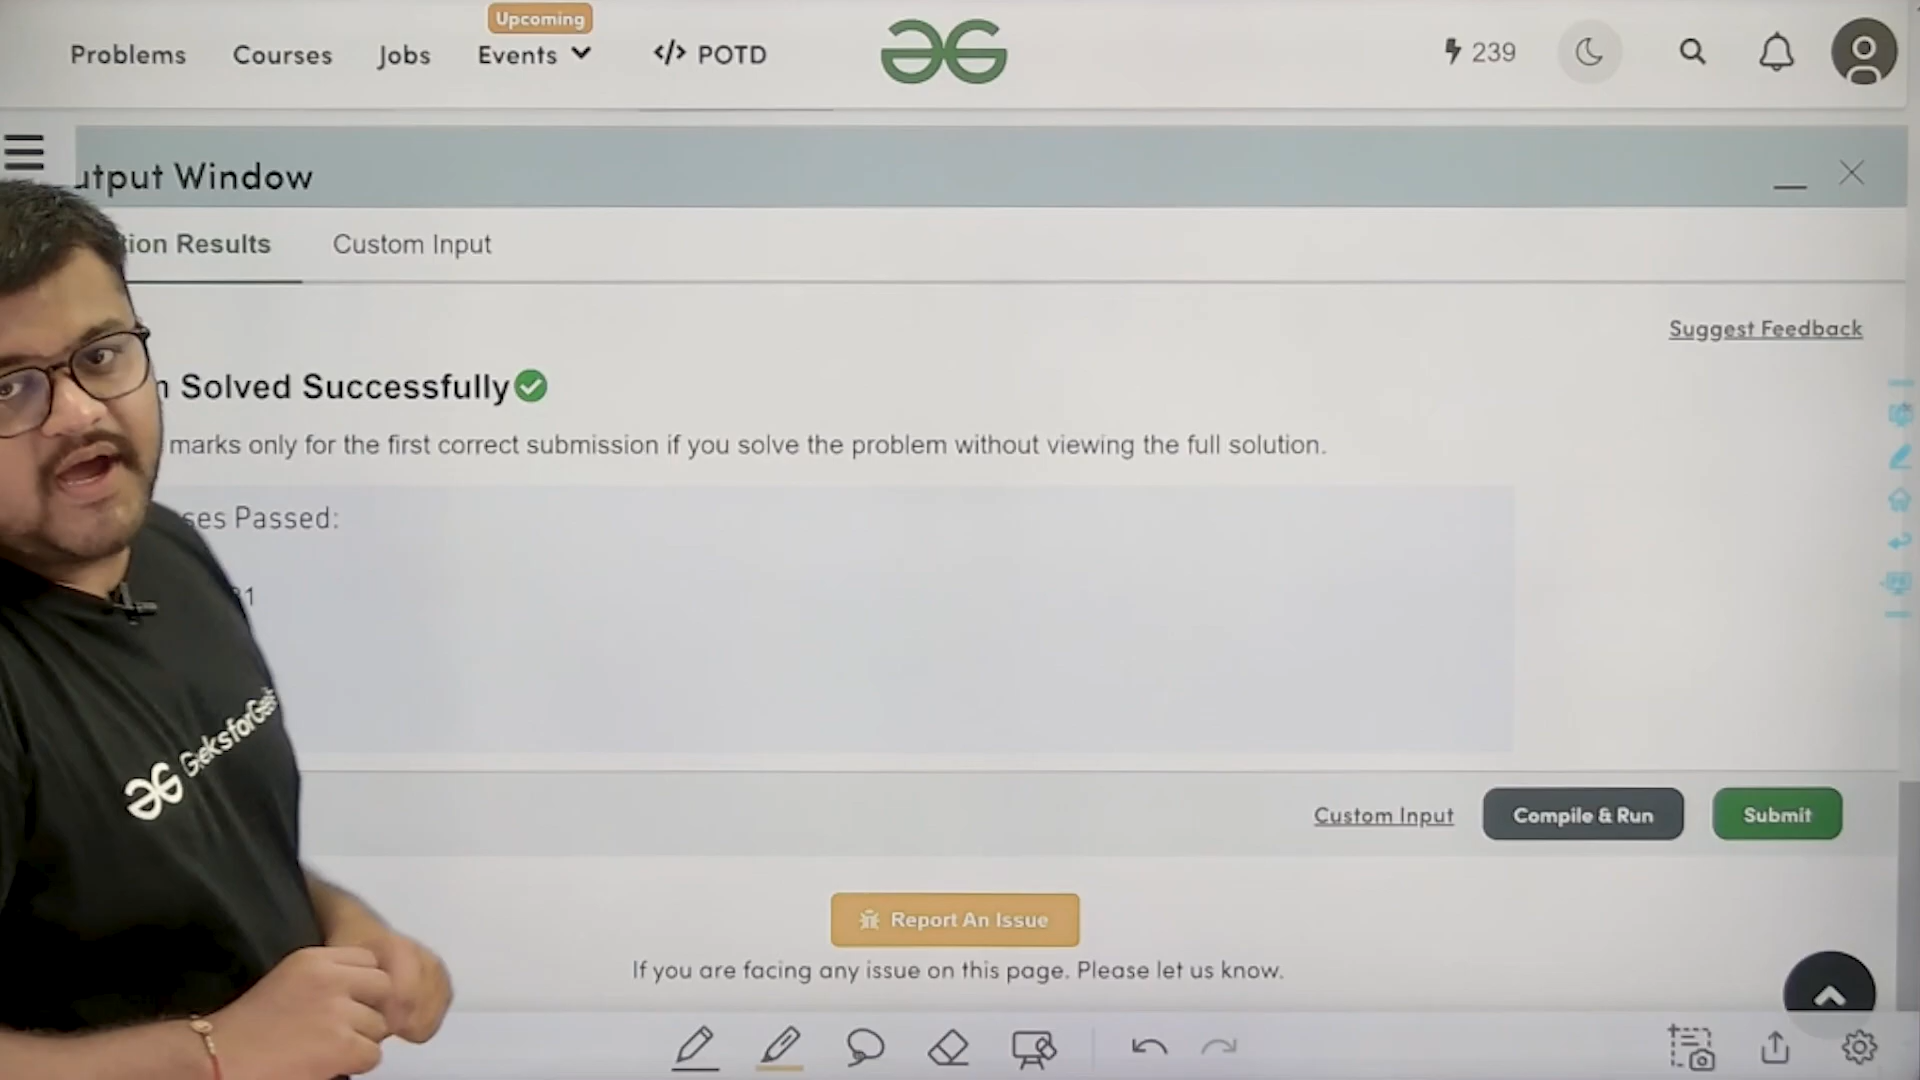 Upcoming
Problems Courses Jobs Events </> POTD 239
utput Window
tion Results Custom Input
Suggest Feedback
Solved Successfully
marks only for the first correct submission if you solve the problem without viewing the full solution.
ses Passed:
Custom Input Compile & Run Submit
GeeksforGeeks
Report An Issue
If you are facing any issue on this page. Please let us know.